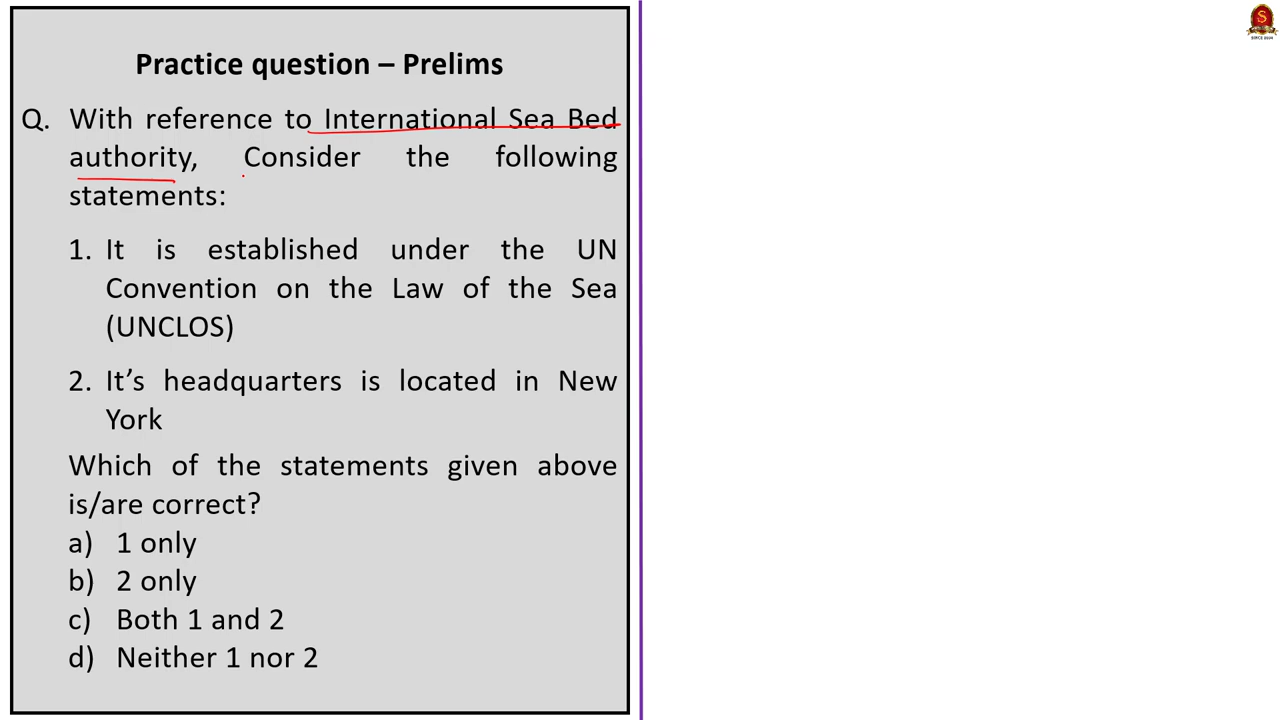 Practice question – Prelims
Q. With reference to International Sea Bed
authority, Consider the following
statements:
1. It is established under the UN
Convention on the Law of the Sea
(UNCLOS)
2. It’s headquarters is located in New
York
Which of the statements given above
is/are correct?
a) 1 only
b) 2 only
c) Both 1 and 2
d) Neither 1 nor 2
S